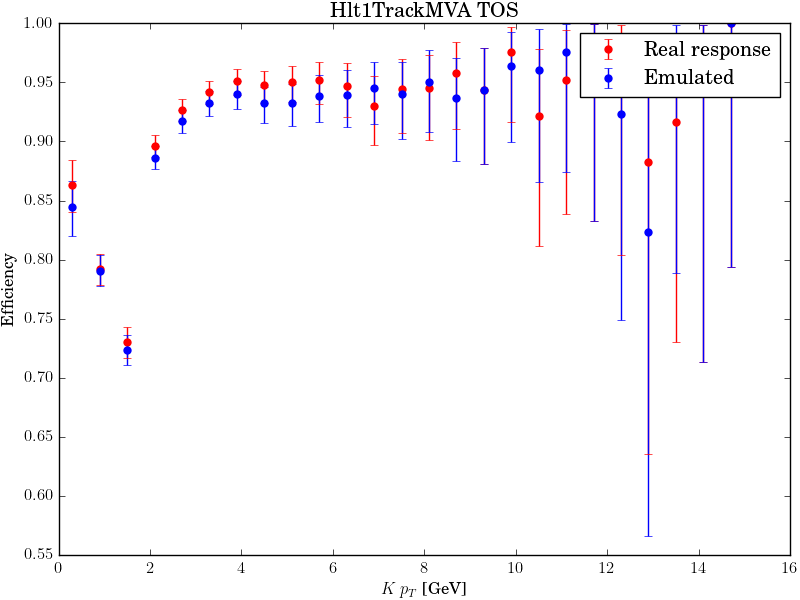 Hlt1TrackMVA TOS
1.00
0.95
0.90
0.85
0.80
0.75
0.70
0.65
0.60
0.55
Efficiency
Real response
Emulated
0 2 4 6 8 10 12 14 16
K p_T [GeV]